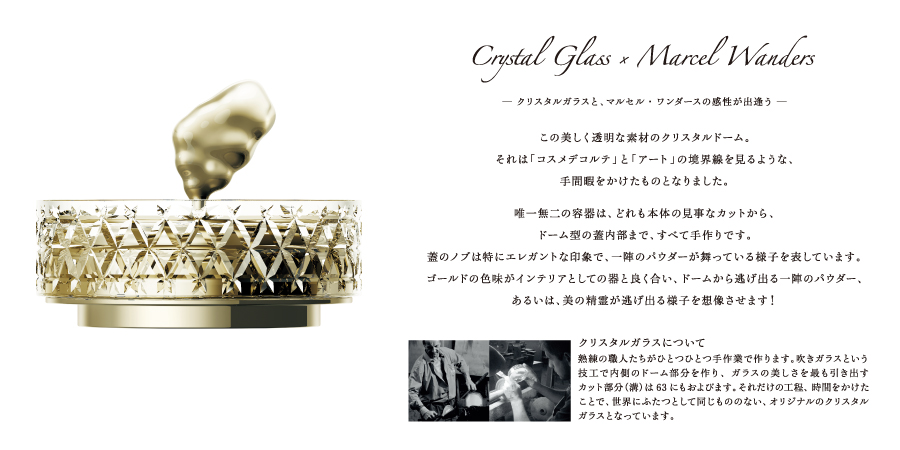 Crystal Glass × Marcel Wanders
― クリスタルガラスと、マルセル・ワンダースの感性が出逢う ―
この美しく透明な素材のクリスタルドーム。
それは「コスメデコルテ」と「アート」の境界線を見るような、
手間暇をかけたものとなりました。
唯一無二の容器は、どれも本体の見事なカットから、
ドーム型の蓋内部まで、すべて手作りです。
蓋のノブは特にエレガントな印象で、一陣のパウダーが舞っている様子を表しています。
ゴールドの色味がインテリアとしての器と良く合い、ドームから逃げ出る一陣のパウダー、
あるいは、美の精霊が逃げ出る様子を想像させます!
クリスタルガラスについて
熟練の職人たちがひとつひとつ手作業で作ります。吹きガラスという
技工で内側のドーム部分を作り、ガラスの美しさを最も引き出す
カット部分（溝）は63にもおよびます。それだけの工程、時間をかけた
ことで、世界にふたつとして同じもののない、オリジナルのクリスタル
ガラスとなっています。